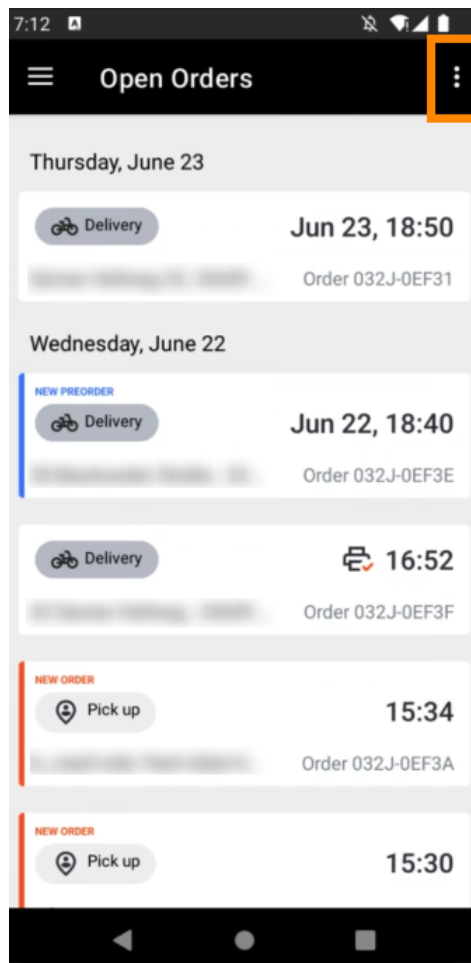 7:12
Open Orders
Thursday, June 23
Delivery
Jun 23, 18:50
Order 032J-0EF31
Wednesday, June 22
NEW PREORDER
Delivery
Jun 22, 18:40
Order 032J-0EF3E
Delivery
16:52
Order 032J-0EF3F
NEW ORDER
Pick up
15:34
Order 032J-0EF3A
NEW ORDER
Pick up
15:30